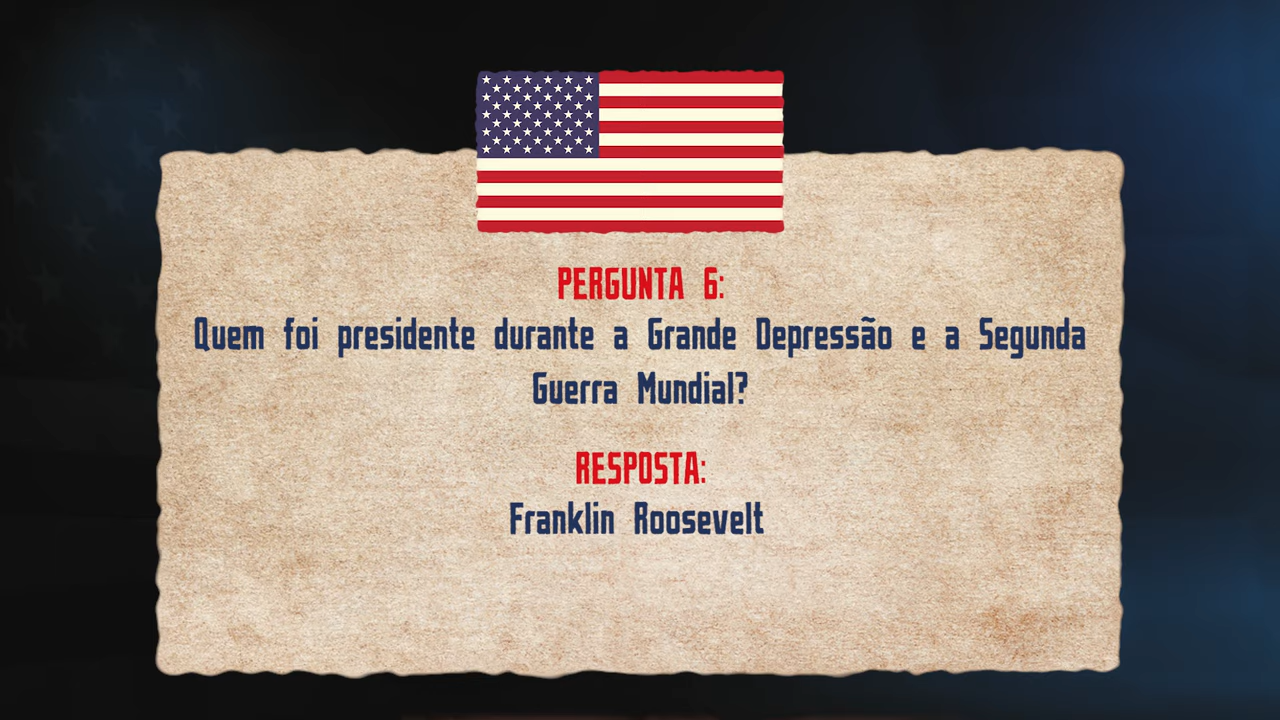 PERGUNTA 6:
Quem foi presidente durante a Grande Depressão e a Segunda
Guerra Mundial?
RESPOSTA:
Franklin Roosevelt